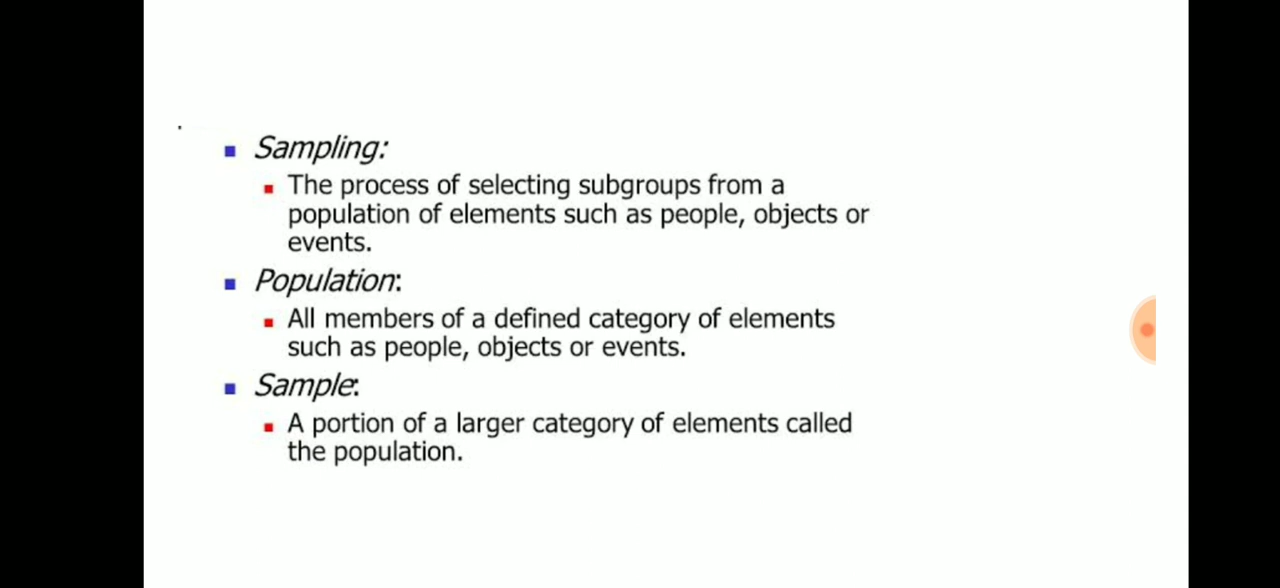 Sampling:
The process of selecting subgroups from a
population of elements such as people, objects or
events.
Population:
All members of a defined category of elements
such as people, objects or events.
Sample:
A portion of a larger category of elements called
the population.